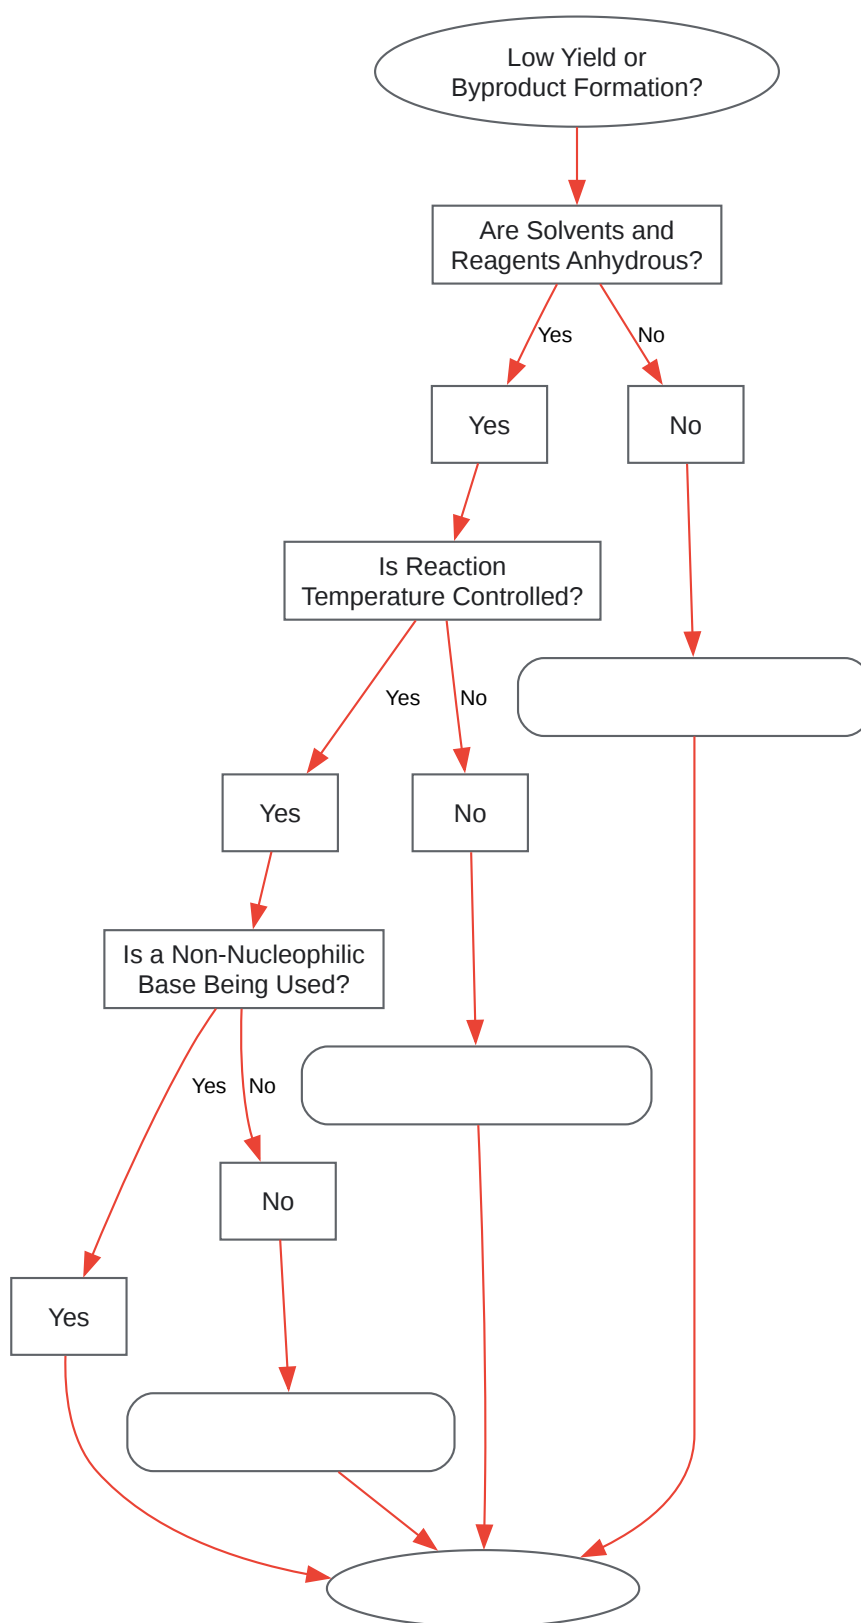 Low Yield or
Byproduct Formation?
Are Solvents and
Reagents Anhydrous?
Yes
No
Yes
No
Is Reaction
Temperature Controlled?
Yes
No
Yes
No
Is a Non-Nucleophilic
Base Being Used?
Yes
No
No
Yes